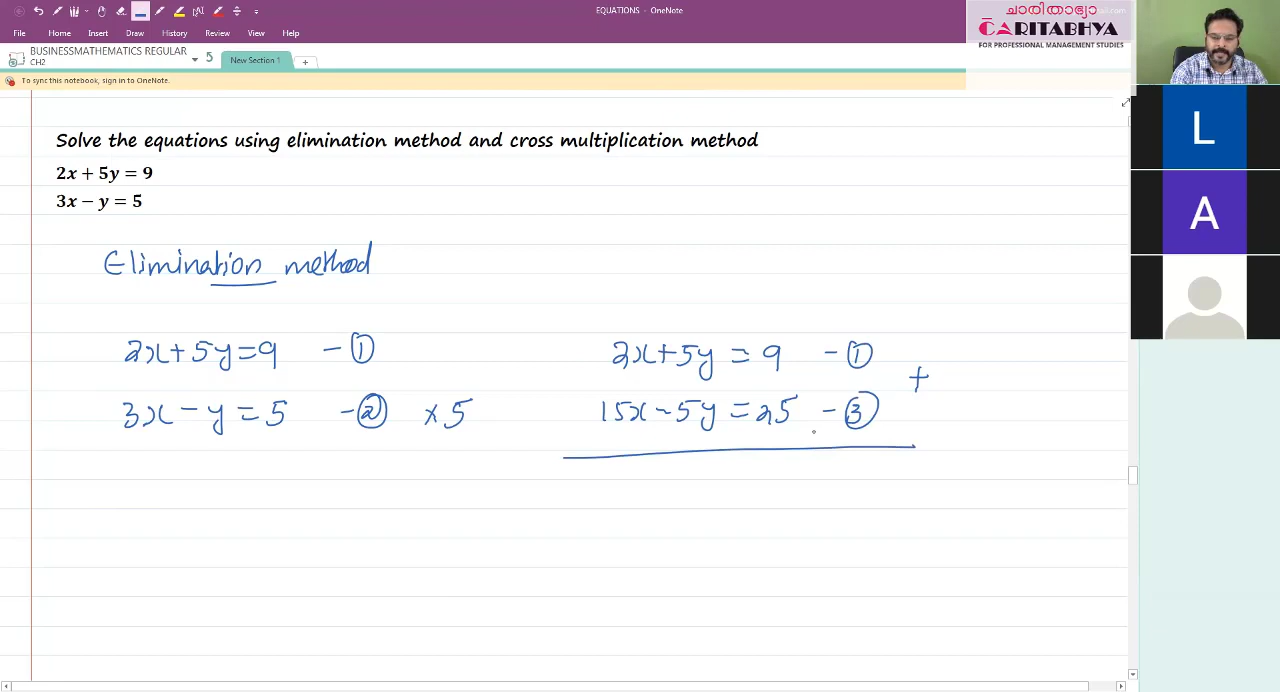 EQUATIONS - OneNote
ചാരിതാഭ്യാ
CARITABHYA
FOR PROFESSIONAL MANAGEMENT STUDIES
File Home Insert Draw History Review View Help
BUSINESSMATHEMATICS REGULAR
CH2
5
New Section 1
+
To sync this notebook, sign in to OneNote.
Solve the equations using elimination method and cross multiplication method
2x + 5y = 9
3x − y = 5
Elimination method
2x+5y=9 - ①
3x-y=5 - ② ×5
2x+5y=9 - ①
+
15x-5y=25 - ③
L
A